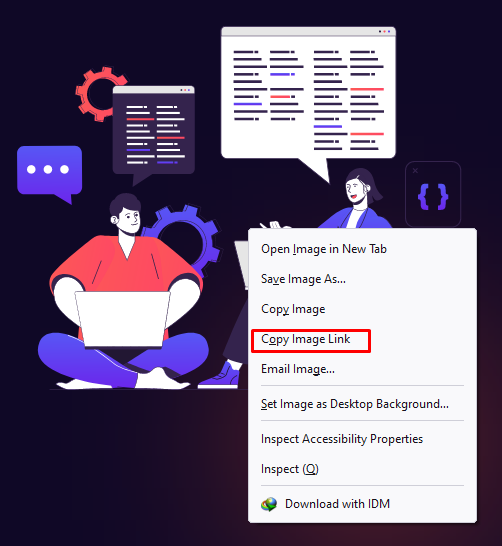 { }
Open Image in New Tab
Save Image As...
Copy Image
Copy Image Link
Email Image...
Set Image as Desktop Background...
Inspect Accessibility Properties
Inspect (Q)
Download with IDM